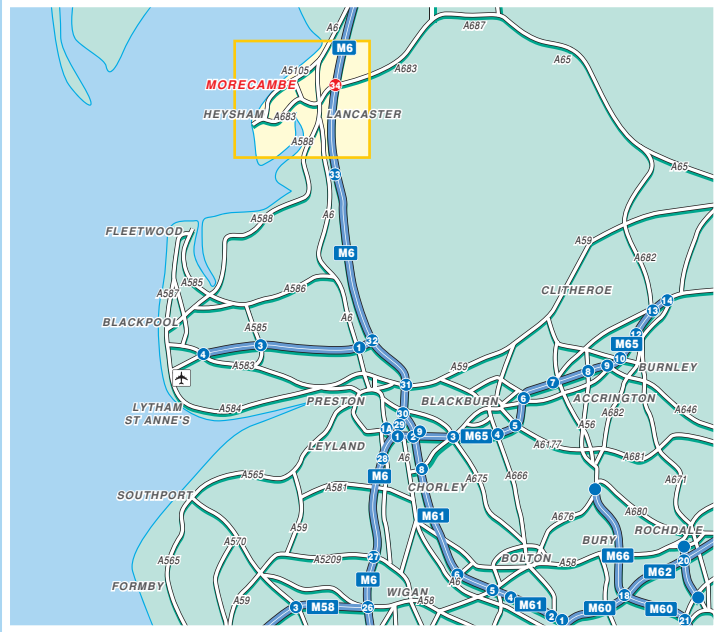 A6
A687
M6
A65
A5105
A683
MORECAMBE
34
HEYSHAM
A683
LANCASTER
A588
33
A65
A588
A6
FLEETWOOD
A59
A682
M6
A585
A587
A586
CLITHEROE
14
13
BLACKPOOL
A6
A585
32
12
M65
4
3
1
A583
A59
10
BURNLEY
9
8
7
31
A584
PRESTON
BLACKBURN
6
ACCRINGTON
LYTHAM
ST ANNE'S
30
A682
A646
1A
29
1
2
9
3
M65
4
5
A56
LEYLAND
A6177
A681
28
A6
8
M6
A565
A581
CHORLEY
A675
A666
A671
SOUTHPORT
M61
A676
A680
A59
A570
BURY
ROCHDALE
A565
A5209
27
BOLTON
A58
M66
20
M62
FORMBY
M6
6
A6
5
4
WIGAN
A58
M61
18
A59
3
M58
26
2
1
M60
M60
21